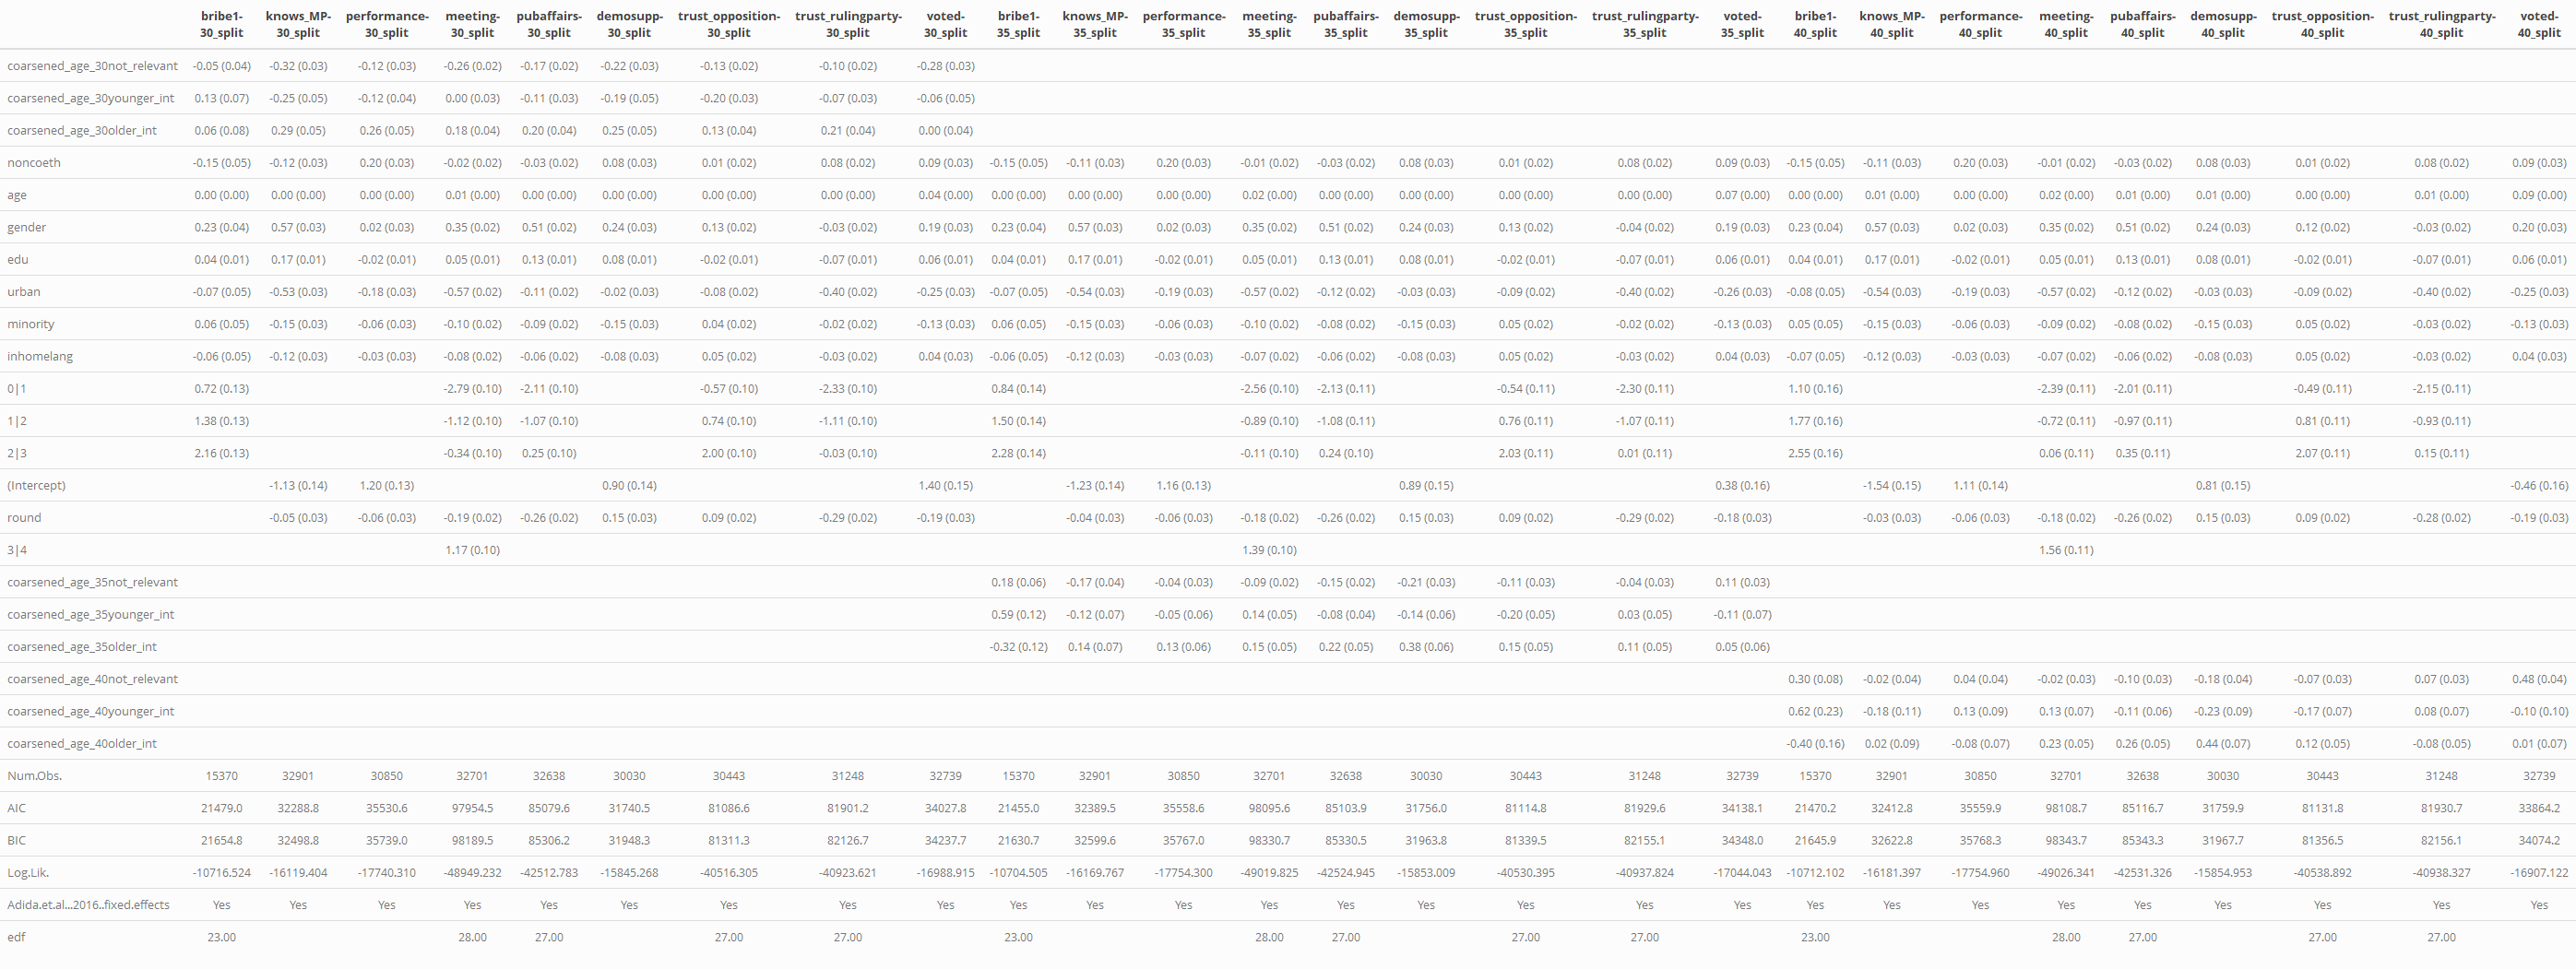 bribe1-30_split knows_MP-30_split performance-30_split meeting-30_split pubaffairs-30_split demosupp-30_split trust_opposition-30_split trust_rulingparty-30_split voted-30_split bribe1-35_split knows_MP-35_split performance-35_split meeting-35_split pubaffairs-35_split demosupp-35_split trust_opposition-35_split trust_rulingparty-35_split voted-35_split bribe1-40_split knows_MP-40_split performance-40_split meeting-40_split pubaffairs-40_split demosupp-40_split trust_opposition-40_split trust_rulingparty-40_split voted-40_split
coarsened_age_30not_relevant -0.05 (0.04) -0.32 (0.03) -0.12 (0.03) -0.26 (0.02) -0.17 (0.02) -0.22 (0.03) -0.13 (0.02) -0.10 (0.02) -0.28 (0.03)
coarsened_age_30younger_int 0.13 (0.07) -0.25 (0.05) -0.12 (0.04) 0.00 (0.03) -0.11 (0.03) -0.19 (0.05) -0.20 (0.03) -0.07 (0.03) -0.06 (0.05)
coarsened_age_30older_int 0.06 (0.08) 0.29 (0.05) 0.26 (0.05) 0.18 (0.04) 0.20 (0.04) 0.25 (0.05) 0.13 (0.04) 0.21 (0.04) 0.00 (0.04)
noncoeth -0.15 (0.05) -0.12 (0.03) 0.20 (0.03) -0.02 (0.02) -0.03 (0.02) 0.08 (0.03) 0.01 (0.02) 0.08 (0.02) 0.09 (0.03) -0.15 (0.05) -0.11 (0.03) 0.20 (0.03) -0.01 (0.02) -0.03 (0.02) 0.08 (0.03) 0.01 (0.02) 0.08 (0.02) 0.09 (0.03) -0.15 (0.05) -0.11 (0.03) 0.20 (0.03) -0.01 (0.02) -0.03 (0.02) 0.08 (0.03) 0.01 (0.02) 0.08 (0.02) 0.09 (0.03)
age 0.00 (0.00) 0.00 (0.00) 0.00 (0.00) 0.01 (0.00) 0.00 (0.00) 0.00 (0.00) 0.00 (0.00) 0.00 (0.00) 0.04 (0.00) 0.00 (0.00) 0.00 (0.00) 0.00 (0.00) 0.02 (0.00) 0.00 (0.00) 0.00 (0.00) 0.00 (0.00) 0.00 (0.00) 0.07 (0.00) 0.00 (0.00) 0.01 (0.00) 0.00 (0.00) 0.02 (0.00) 0.01 (0.00) 0.01 (0.00) 0.00 (0.00) 0.01 (0.00) 0.09 (0.00)
gender 0.23 (0.04) 0.57 (0.03) 0.02 (0.03) 0.35 (0.02) 0.51 (0.02) 0.24 (0.03) 0.13 (0.02) -0.03 (0.02) 0.19 (0.03) 0.23 (0.04) 0.57 (0.03) 0.02 (0.03) 0.35 (0.02) 0.51 (0.02) 0.24 (0.03) 0.13 (0.02) -0.04 (0.02) 0.19 (0.03) 0.23 (0.04) 0.57 (0.03) 0.02 (0.03) 0.35 (0.02) 0.51 (0.02) 0.24 (0.03) 0.12 (0.02) -0.03 (0.02) 0.20 (0.03)
edu 0.04 (0.01) 0.17 (0.01) -0.02 (0.01) 0.05 (0.01) 0.13 (0.01) 0.08 (0.01) -0.02 (0.01) -0.07 (0.01) 0.06 (0.01) 0.04 (0.01) 0.17 (0.01) -0.02 (0.01) 0.05 (0.01) 0.13 (0.01) 0.08 (0.01) -0.02 (0.01) -0.07 (0.01) 0.06 (0.01) 0.04 (0.01) 0.17 (0.01) -0.02 (0.01) 0.05 (0.01) 0.13 (0.01) 0.08 (0.01) -0.02 (0.01) -0.07 (0.01) 0.06 (0.01)
urban -0.07 (0.05) -0.53 (0.03) -0.18 (0.03) -0.57 (0.02) -0.11 (0.02) -0.02 (0.03) -0.08 (0.02) -0.40 (0.02) -0.25 (0.03) -0.07 (0.05) -0.54 (0.03) -0.19 (0.03) -0.57 (0.02) -0.12 (0.02) -0.03 (0.03) -0.09 (0.02) -0.40 (0.02) -0.26 (0.03) -0.08 (0.05) -0.54 (0.03) -0.19 (0.03) -0.57 (0.02) -0.12 (0.02) -0.03 (0.03) -0.09 (0.02) -0.40 (0.02) -0.25 (0.03)
minority 0.06 (0.05) -0.15 (0.03) -0.06 (0.03) -0.10 (0.02) -0.09 (0.02) -0.15 (0.03) 0.04 (0.02) -0.02 (0.02) -0.13 (0.03) 0.06 (0.05) -0.15 (0.03) -0.06 (0.03) -0.10 (0.02) -0.08 (0.02) -0.15 (0.03) 0.05 (0.02) -0.02 (0.02) -0.13 (0.03) 0.05 (0.05) -0.15 (0.03) -0.06 (0.03) -0.09 (0.02) -0.08 (0.02) -0.15 (0.03) 0.05 (0.02) -0.03 (0.02) -0.13 (0.03)
inhomelang -0.06 (0.05) -0.12 (0.03) -0.03 (0.03) -0.08 (0.02) -0.06 (0.02) -0.08 (0.03) 0.05 (0.02) -0.03 (0.02) 0.04 (0.03) -0.06 (0.05) -0.12 (0.03) -0.03 (0.03) -0.07 (0.02) -0.06 (0.02) -0.08 (0.03) 0.05 (0.02) -0.03 (0.02) 0.04 (0.03) -0.07 (0.05) -0.12 (0.03) -0.03 (0.03) -0.07 (0.02) -0.06 (0.02) -0.08 (0.03) 0.05 (0.02) -0.03 (0.02) 0.04 (0.03)
0|1 0.72 (0.13) -2.79 (0.10) -2.11 (0.10) -0.57 (0.10) -2.33 (0.10) 0.84 (0.14) -2.56 (0.10) -2.13 (0.11) -0.54 (0.11) -2.30 (0.11) 1.10 (0.16) -2.39 (0.11) -2.01 (0.11) -0.49 (0.11) -2.15 (0.11)
1|2 1.38 (0.13) -1.12 (0.10) -1.07 (0.10) 0.74 (0.10) -1.11 (0.10) 1.50 (0.14) -0.89 (0.10) -1.08 (0.11) 0.76 (0.11) -1.07 (0.11) 1.77 (0.16) -0.72 (0.11) -0.97 (0.11) 0.81 (0.11) -0.93 (0.11)
2|3 2.16 (0.13) -0.34 (0.10) 0.25 (0.10) 2.00 (0.10) -0.03 (0.10) 2.28 (0.14) -0.11 (0.10) 0.24 (0.10) 2.03 (0.11) 0.01 (0.11) 2.55 (0.16) 0.06 (0.11) 0.35 (0.11) 2.07 (0.11) 0.15 (0.11)
(Intercept) -1.13 (0.14) 1.20 (0.13) 0.90 (0.14) 1.40 (0.15) -1.23 (0.14) 1.16 (0.13) 0.89 (0.15) 0.38 (0.16) -1.54 (0.15) 1.11 (0.14) 0.81 (0.15) -0.46 (0.16)
round -0.05 (0.03) -0.06 (0.03) -0.19 (0.02) -0.26 (0.02) 0.15 (0.03) 0.09 (0.02) -0.29 (0.02) -0.19 (0.03) -0.04 (0.03) -0.06 (0.03) -0.18 (0.02) -0.26 (0.02) 0.15 (0.03) 0.09 (0.02) -0.29 (0.02) -0.18 (0.03) -0.03 (0.03) -0.06 (0.03) -0.18 (0.02) -0.26 (0.02) 0.15 (0.03) 0.09 (0.02) -0.28 (0.02) -0.19 (0.03)
3|4 1.17 (0.10) 1.39 (0.10) 1.56 (0.11)
coarsened_age_35not_relevant 0.18 (0.06) -0.17 (0.04) -0.04 (0.03) -0.09 (0.02) -0.15 (0.02) -0.21 (0.03) -0.11 (0.03) -0.04 (0.03) 0.11 (0.03)
coarsened_age_35younger_int 0.59 (0.12) -0.12 (0.07) -0.05 (0.06) 0.14 (0.05) -0.08 (0.04) -0.14 (0.06) -0.20 (0.05) 0.03 (0.05) -0.11 (0.07)
coarsened_age_35older_int -0.32 (0.12) 0.14 (0.07) 0.13 (0.06) 0.15 (0.05) 0.22 (0.05) 0.38 (0.06) 0.15 (0.05) 0.11 (0.05) 0.05 (0.06)
coarsened_age_40not_relevant 0.30 (0.08) -0.02 (0.04) 0.04 (0.04) -0.02 (0.03) -0.10 (0.03) -0.18 (0.04) -0.07 (0.03) 0.07 (0.03) 0.48 (0.04)
coarsened_age_40younger_int 0.62 (0.23) -0.18 (0.11) 0.13 (0.09) 0.13 (0.07) -0.11 (0.06) -0.23 (0.09) -0.17 (0.07) 0.08 (0.07) -0.10 (0.10)
coarsened_age_40older_int -0.40 (0.16) 0.02 (0.09) -0.08 (0.07) 0.23 (0.05) 0.26 (0.05) 0.44 (0.07) 0.12 (0.05) -0.08 (0.05) 0.01 (0.07)
Num.Obs. 15370 32901 30850 32701 32638 30030 30443 31248 32739 15370 32901 30850 32701 32638 30030 30443 31248 32739 15370 32901 30850 32701 32638 30030 30443 31248 32739
AIC 21479.0 32288.8 35530.6 97954.5 85079.6 31740.5 81086.6 81901.2 34027.8 21455.0 32389.5 35558.6 98095.6 85103.9 31756.0 81114.8 81929.6 34138.1 21470.2 32412.8 35559.9 98108.7 85116.7 31759.9 81131.8 81930.7 33864.2
BIC 21654.8 32498.8 35739.0 98189.5 85306.2 31948.3 81311.3 82126.7 34237.7 21630.7 32599.6 35767.0 98330.7 85330.5 31963.8 81339.5 82155.1 34348.0 21645.9 32622.8 35768.3 98343.7 85343.3 31967.7 81356.5 82156.1 34074.2
Log.Lik. -10716.524 -16119.404 -17740.310 -48949.232 -42512.783 -15845.268 -40516.305 -40923.621 -16988.915 -10704.505 -16169.767 -17754.300 -49019.825 -42524.945 -15853.009 -40530.395 -40937.824 -17044.043 -10712.102 -16181.397 -17754.960 -49026.341 -42531.326 -15854.953 -40538.892 -40938.327 -16907.122
Adida.et.al...2016..fixed.effects Yes Yes Yes Yes Yes Yes Yes Yes Yes Yes Yes Yes Yes Yes Yes Yes Yes Yes Yes Yes Yes Yes Yes Yes Yes Yes Yes
edf 23.00 28.00 27.00 27.00 27.00 23.00 28.00 27.00 27.00 27.00 23.00 28.00 27.00 27.00 27.00